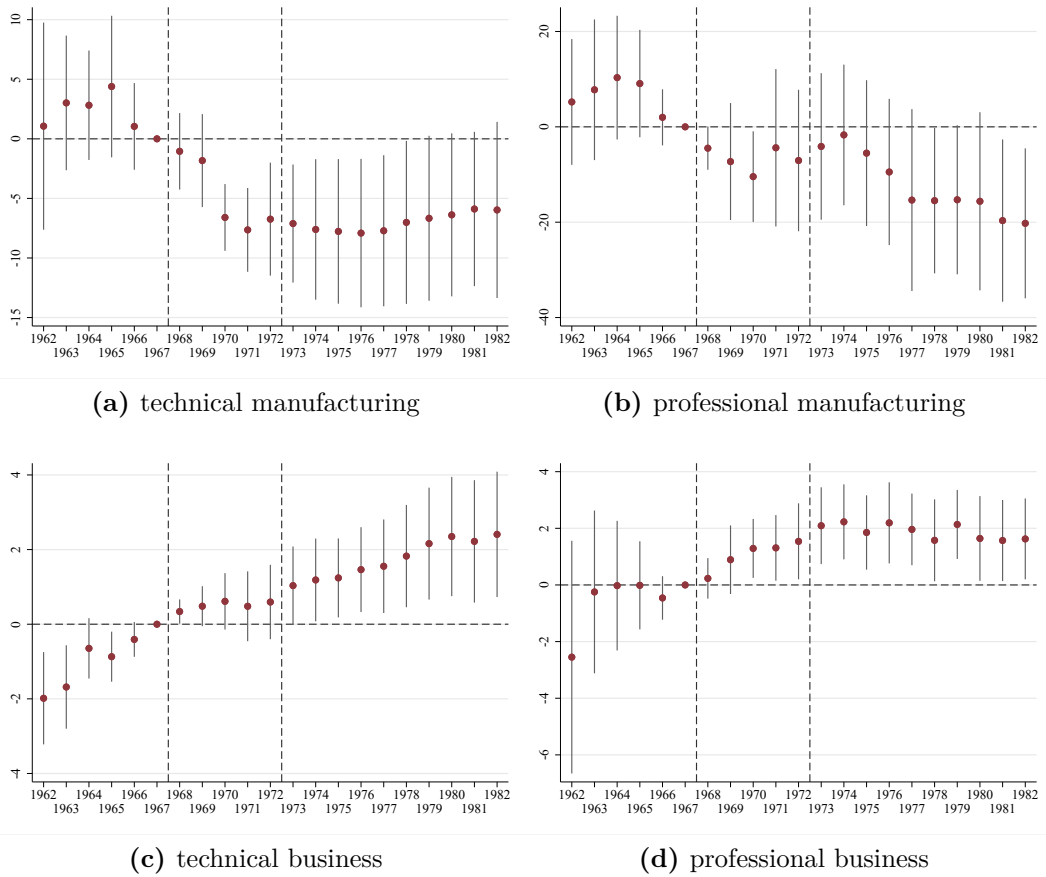 10
5
0
-5
-10
-15
1962 1964 1966 1968 1970 1972 1974 1976 1978 1980 1982
1963 1965 1967 1969 1971 1973 1975 1977 1979 1981
(a) technical manufacturing
20
0
-20
-40
1962 1964 1966 1968 1970 1972 1974 1976 1978 1980 1982
1963 1965 1967 1969 1971 1973 1975 1977 1979 1981
(b) professional manufacturing
4
2
0
-2
-4
1962 1964 1966 1968 1970 1972 1974 1976 1978 1980 1982
1963 1965 1967 1969 1971 1973 1975 1977 1979 1981
(c) technical business
4
2
0
-2
-4
-6
1962 1964 1966 1968 1970 1972 1974 1976 1978 1980 1982
1963 1965 1967 1969 1971 1973 1975 1977 1979 1981
(d) professional business